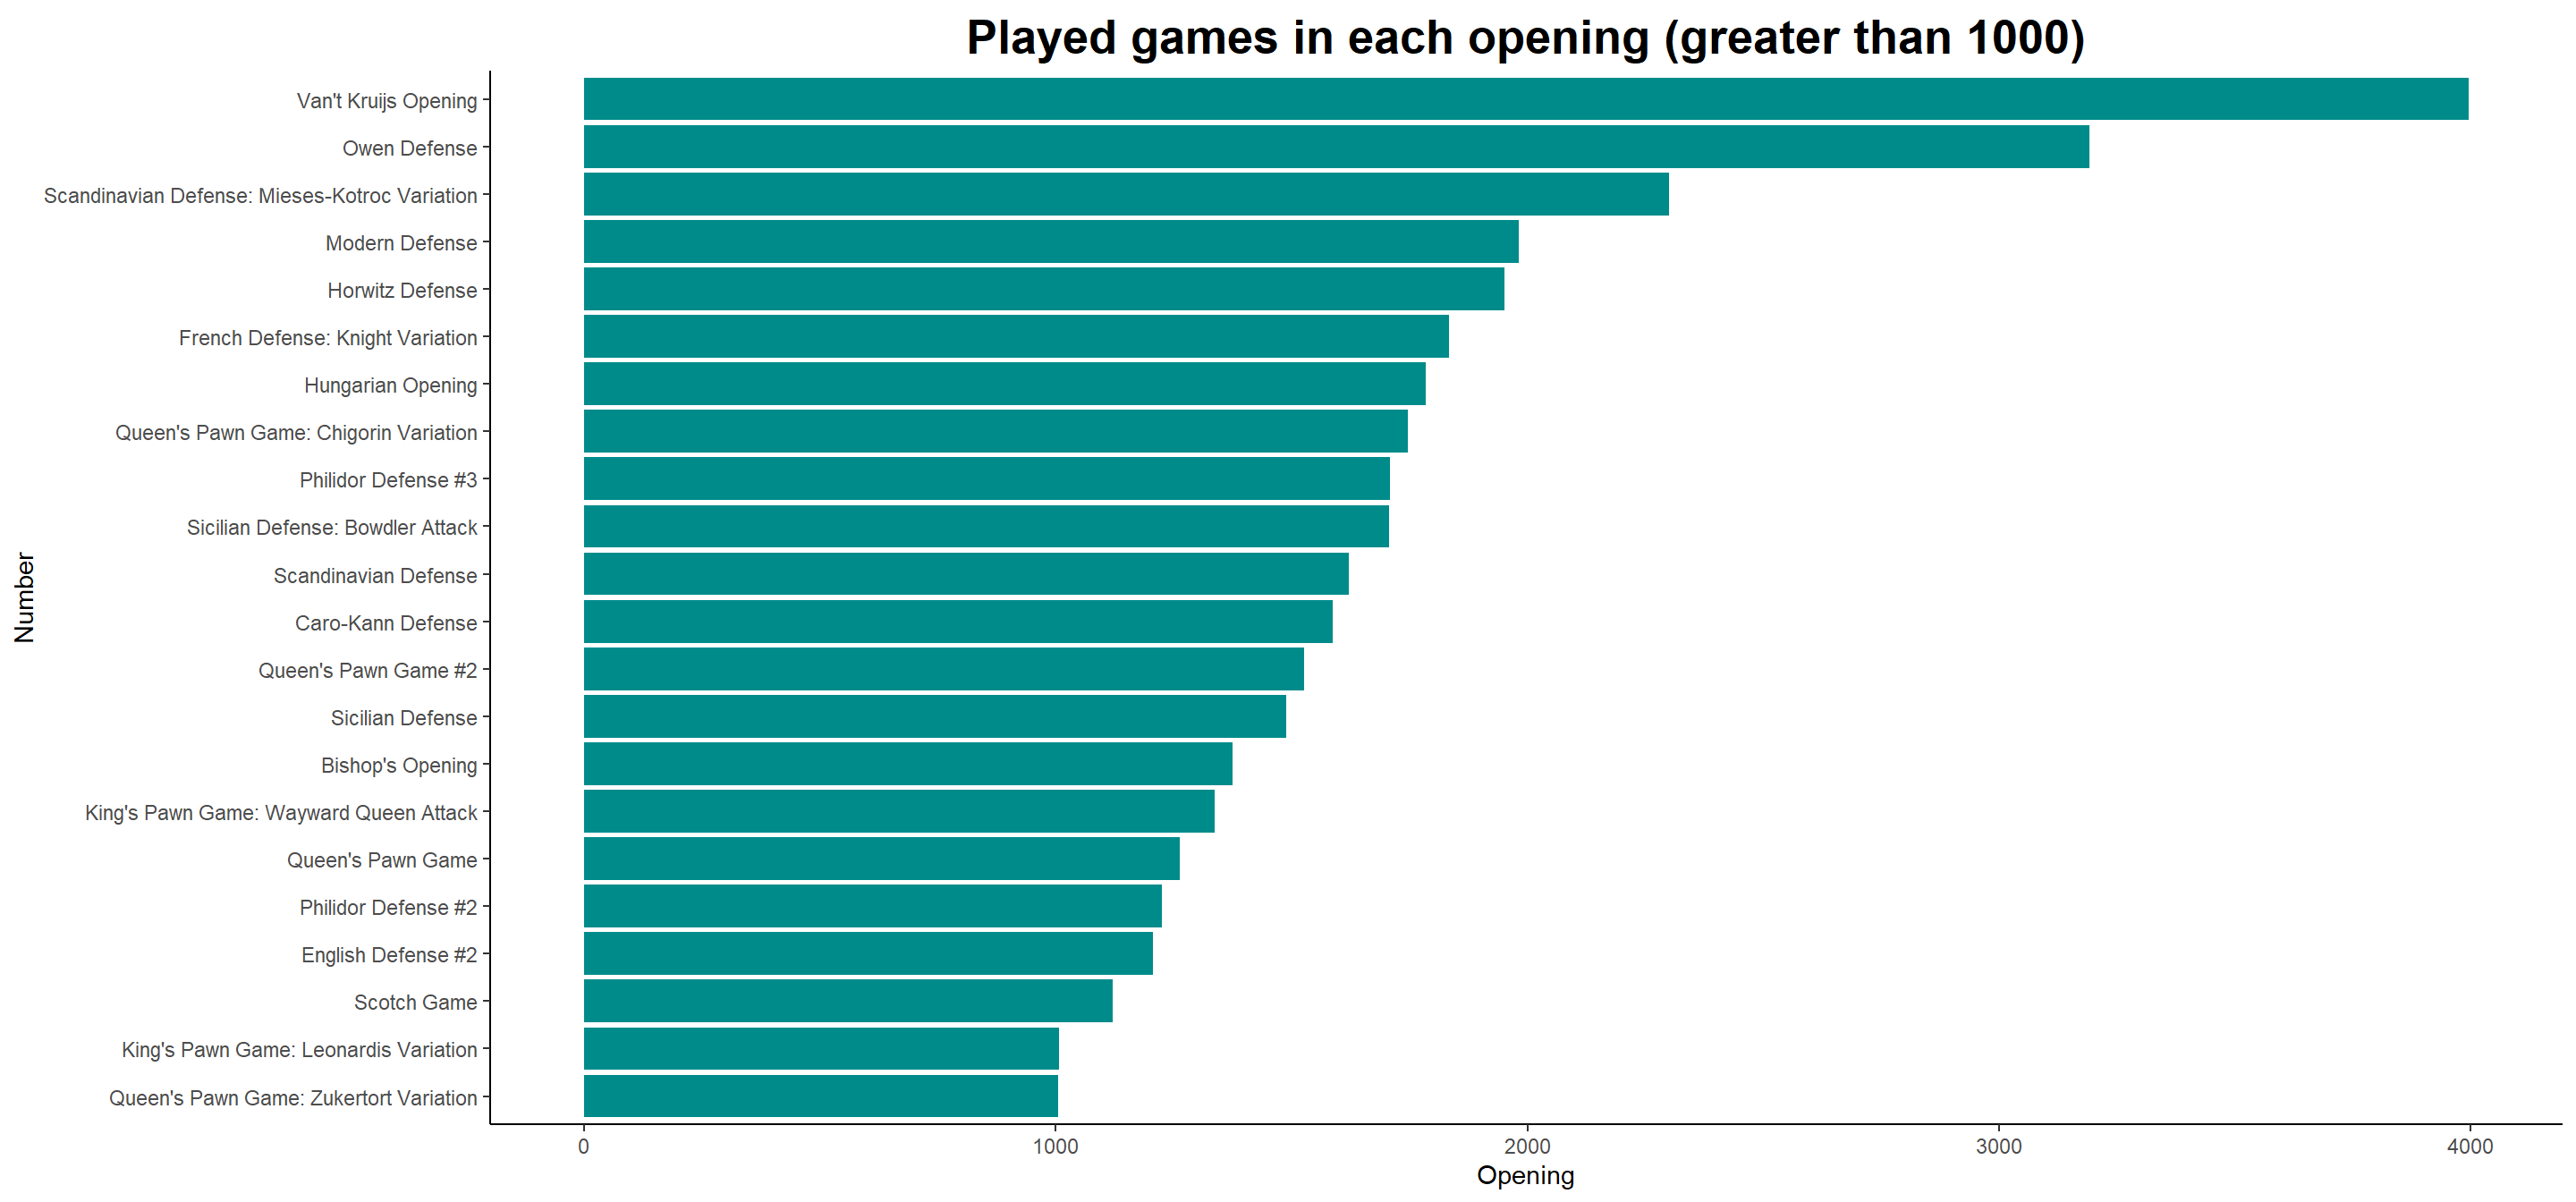 Played games in each opening (greater than 1000)
Van't Kruijs Opening
Owen Defense
Scandinavian Defense: Mieses-Kotroc Variation
Modern Defense
Horwitz Defense
French Defense: Knight Variation
Hungarian Opening
Queen's Pawn Game: Chigorin Variation
Philidor Defense #3
Sicilian Defense: Bowdler Attack
Scandinavian Defense
Caro-Kann Defense
Queen's Pawn Game #2
Sicilian Defense
Bishop's Opening
King's Pawn Game: Wayward Queen Attack
Queen's Pawn Game
Philidor Defense #2
English Defense #2
Scotch Game
King's Pawn Game: Leonardis Variation
Queen's Pawn Game: Zukertort Variation
Number
0 1000 2000 3000 4000
Opening